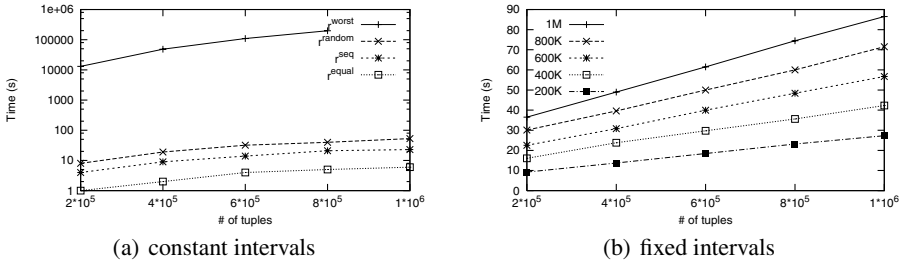 1e+06
100000
10000
1000
100
10
1
Time (s)
r^worst
r^random
r^seq
r^equal
2*10^5 4*10^5 6*10^5 8*10^5 1*10^6
# of tuples
(a) constant intervals
90
80
70
60
50
40
30
20
10
0
Time (s)
1M
800K
600K
400K
200K
2*10^5 4*10^5 6*10^5 8*10^5 1*10^6
# of tuples
(b) fixed intervals